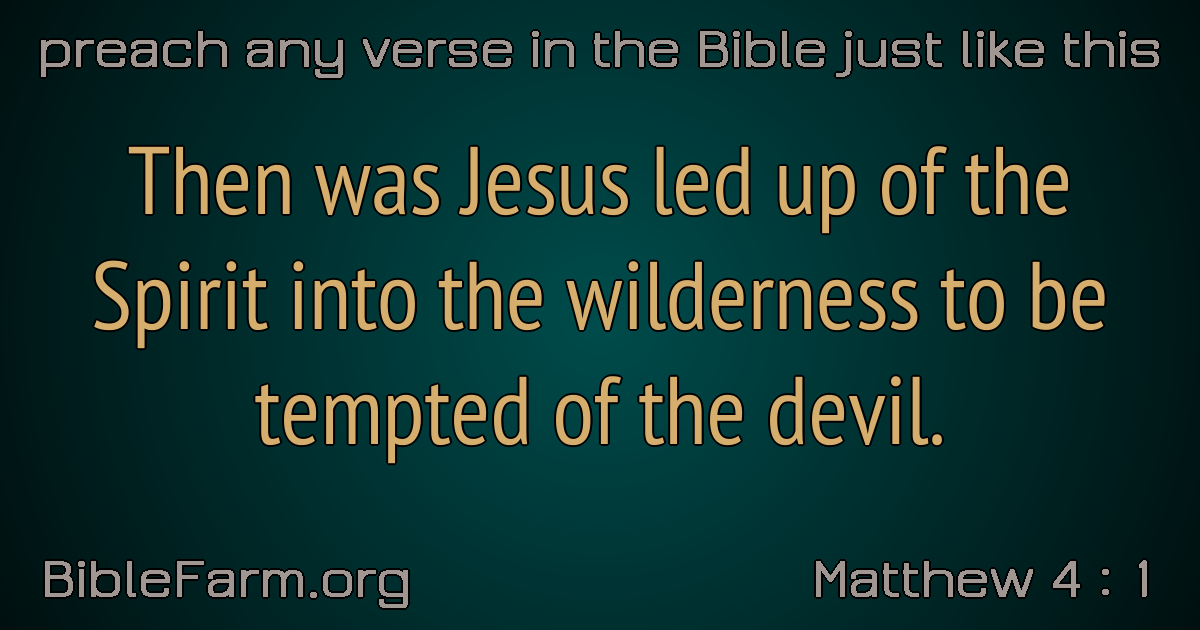 preach any verse in the Bible just like this
Then was Jesus led up of the
Spirit into the wilderness to be
tempted of the devil.
BibleFarm.org
Matthew 4 : 1